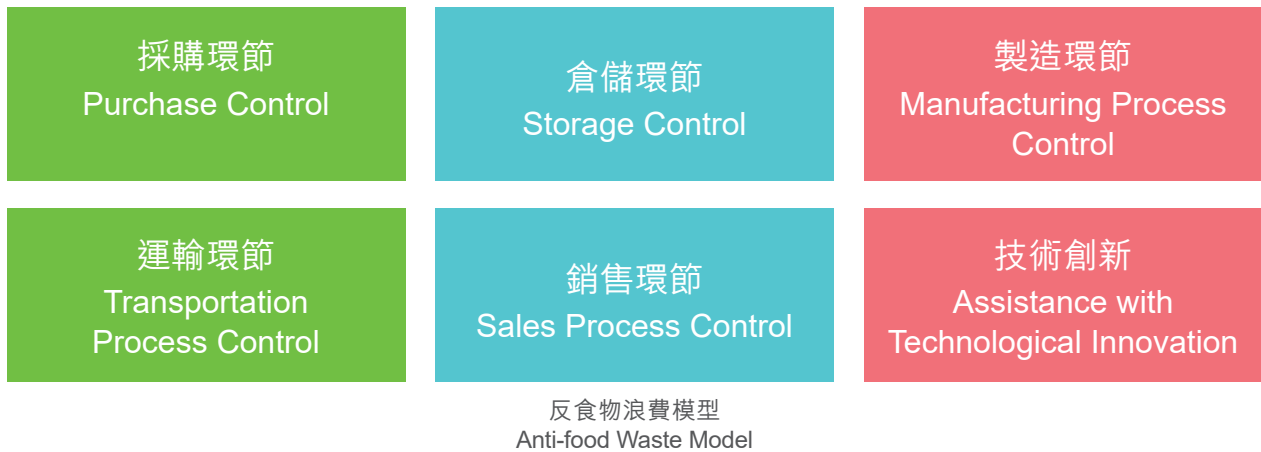 採購環節
Purchase Control
倉儲環節
Storage Control
製造環節
Manufacturing Process
Control
運輸環節
Transportation
Process Control
銷售環節
Sales Process Control
技術創新
Assistance with
Technological Innovation
反食物浪費模型
Anti-food Waste Model